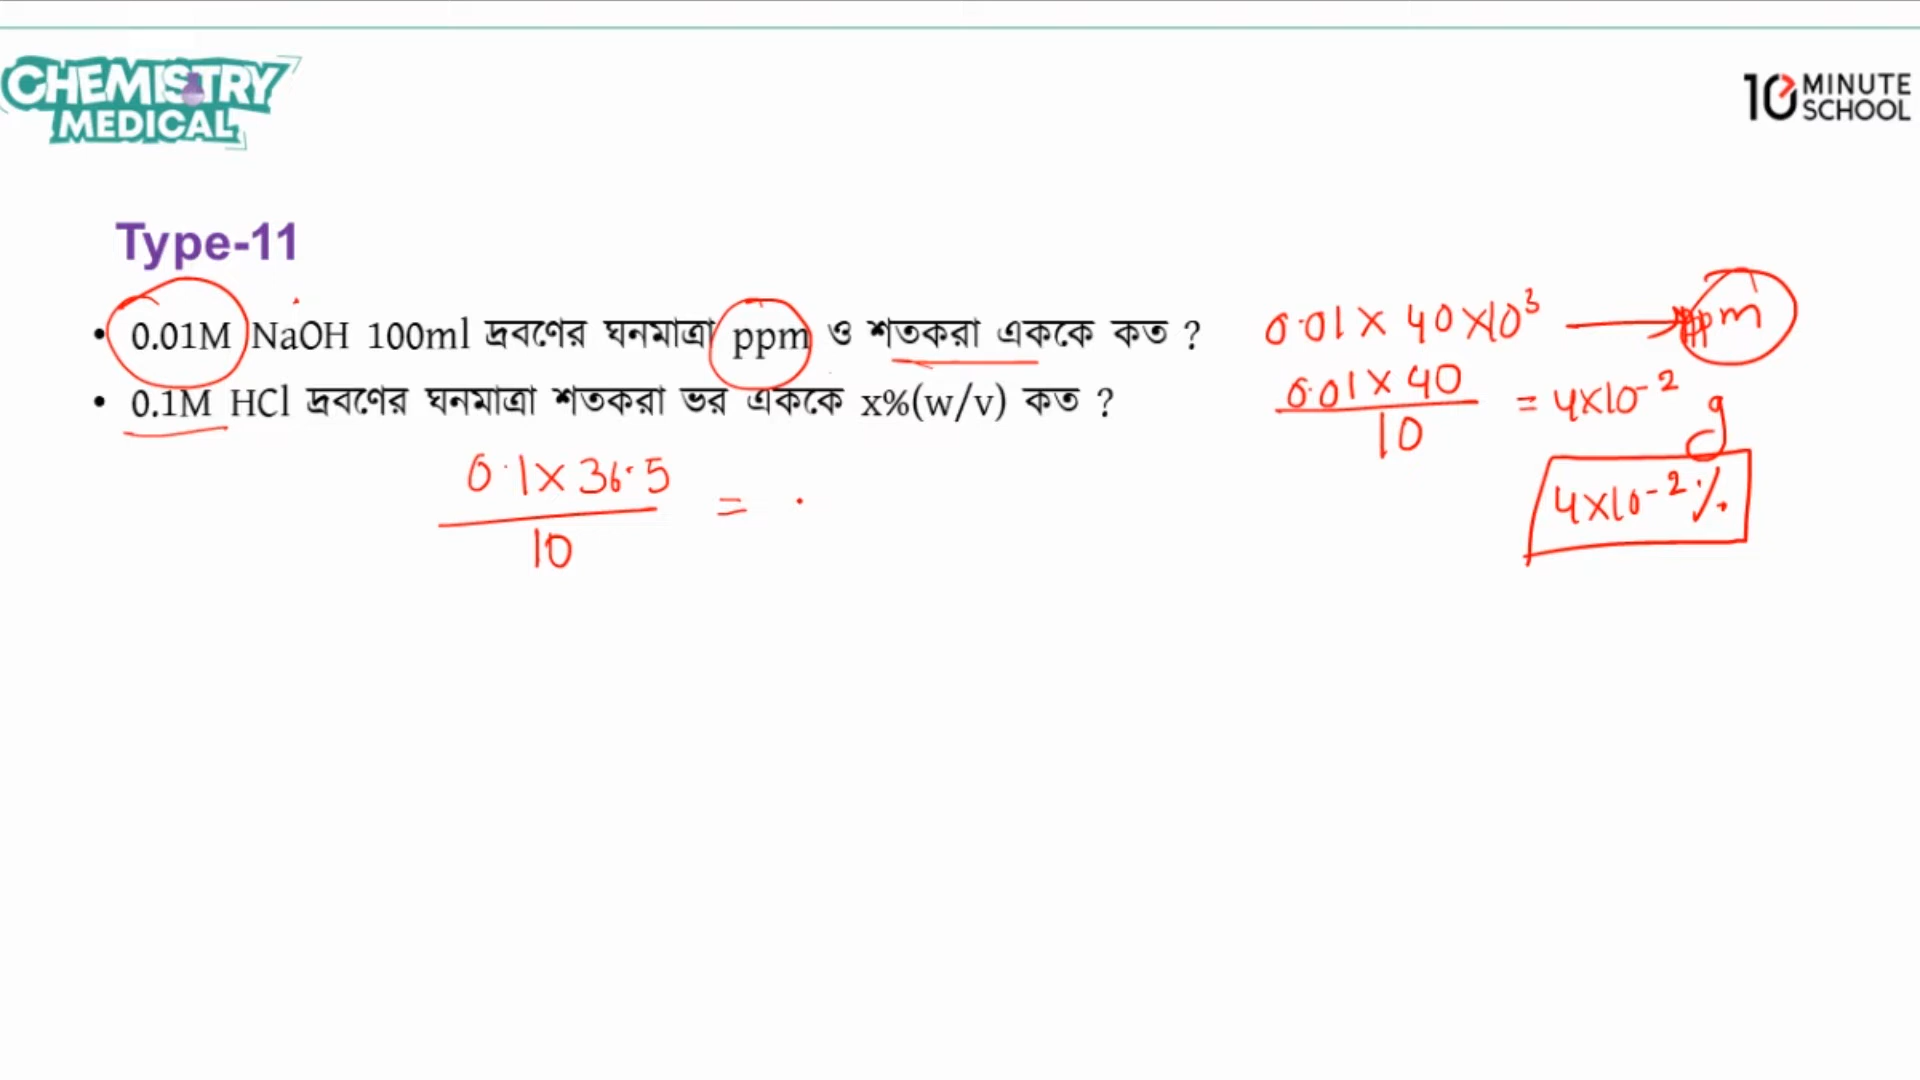 CHEMISTRY
MEDICAL
10 MINUTE
SCHOOL
Type-11
• 0.01M NaOH 100ml দ্রবণের ঘনমাত্রা ppm ও শতকরা এককে কত ?
• 0.1M HCl দ্রবণের ঘনমাত্রা শতকরা ভর এককে x%(w/v) কত ?
0.01 × 40 × 10³ → ppm
0.01 × 40
10
= 4×10⁻² g
4×10⁻² %
0.1 × 36.5
10
= .